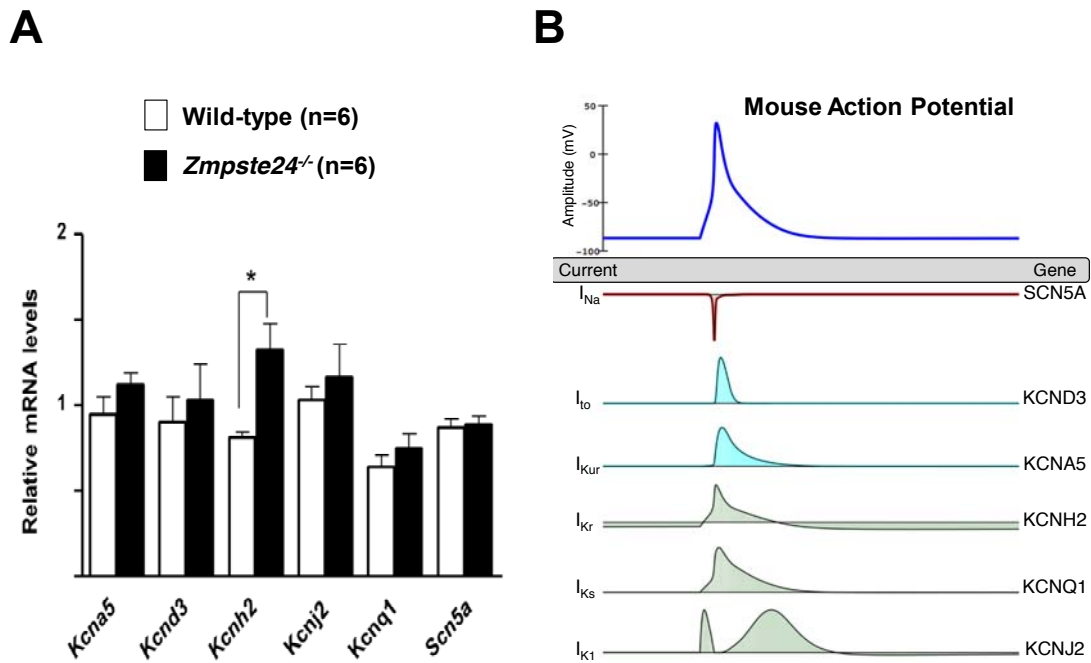 A
Wild-type (n=6)
Zmpste24-/- (n=6)
2
1
*
Relative mRNA levels
Kcna5
Kcnd3
Kcnh2
Kcnj2
Kcnq1
Scn5a
B
Mouse Action Potential
50
0
-50
-100
Amplitude (mV)
Current Gene
INa SCN5A
Ito KCND3
IKur KCNA5
IKr KCNH2
IKs KCNQ1
IK1 KCNJ2